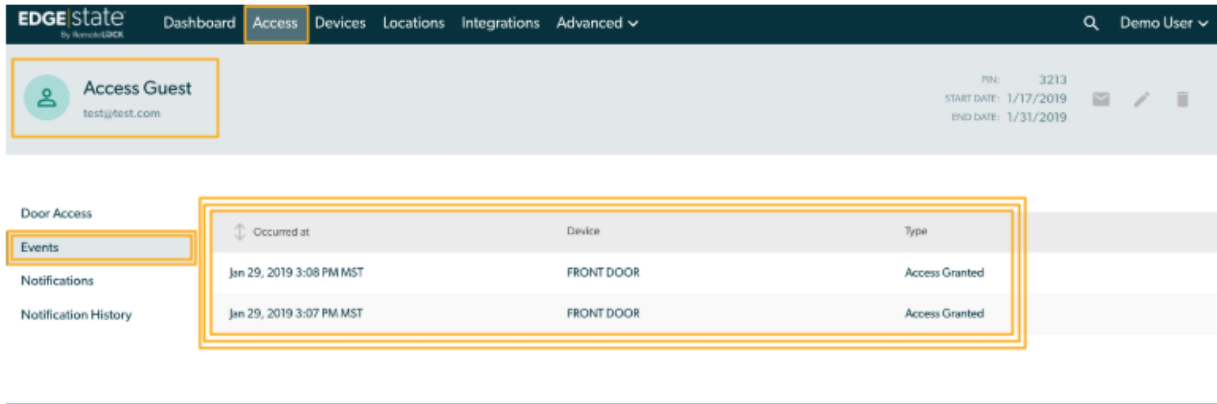 EDGE|state Dashboard Access Devices Locations Integrations Advanced Demo User
By RemoteLOCK
Access Guest
test@test.com
PIN: 3213
START DATE: 1/17/2019
END DATE: 1/31/2019
Door Access
Events
Notifications
Notification History
Occurred at Device Type
Jan 29, 2019 3:08 PM MST FRONT DOOR Access Granted
Jan 29, 2019 3:07 PM MST FRONT DOOR Access Granted